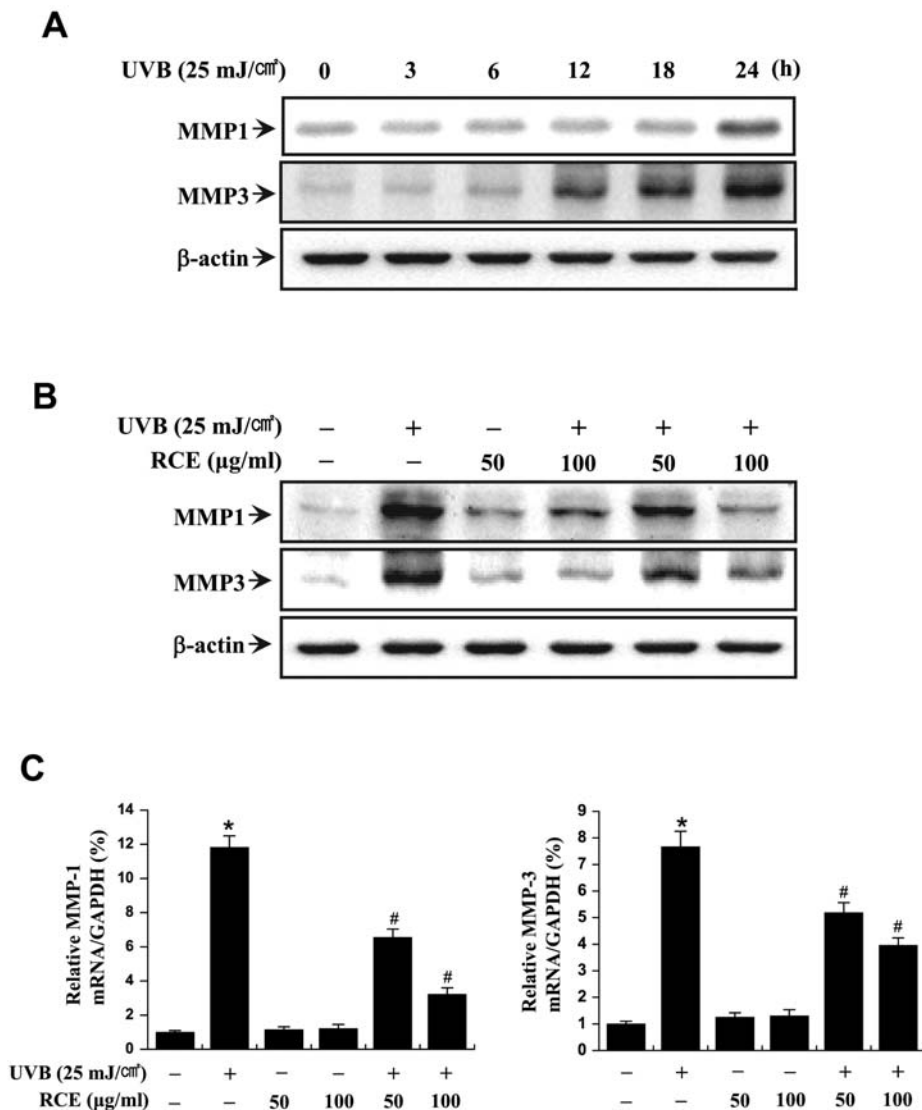 A
UVB (25 mJ/㎠) 0 3 6 12 18 24 (h)
MMP1
MMP3
β-actin
B
UVB (25 mJ/㎠) – + – + + +
RCE (μg/ml) – – 50 100 50 100
MMP1
MMP3
β-actin
C
Relative MMP-1
mRNA/GAPDH (%)
14
12
10
8
6
4
2
0
*
#
#
Relative MMP-3
mRNA/GAPDH (%)
9
8
7
6
5
4
3
2
1
0
*
#
#
UVB (25 mJ/㎠) – + – – + + – + – – + +
RCE (μg/ml) – – 50 100 50 100 – – 50 100 50 100